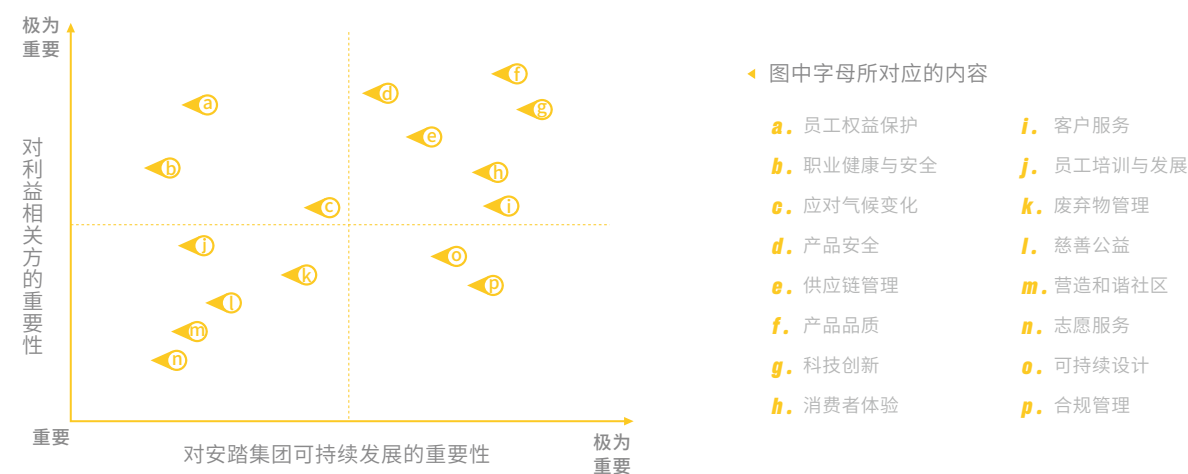 极为
重要
对利益相关方的重要性
a
b
c
d
e
f
g
h
i
j
k
l
m
n
o
p
重要
对安踏集团可持续发展的重要性
极为
重要
图中字母所对应的内容
a. 员工权益保护
b. 职业健康与安全
c. 应对气候变化
d. 产品安全
e. 供应链管理
f. 产品品质
g. 科技创新
h. 消费者体验
i. 客户服务
j. 员工培训与发展
k. 废弃物管理
l. 慈善公益
m. 营造和谐社区
n. 志愿服务
o. 可持续设计
p. 合规管理